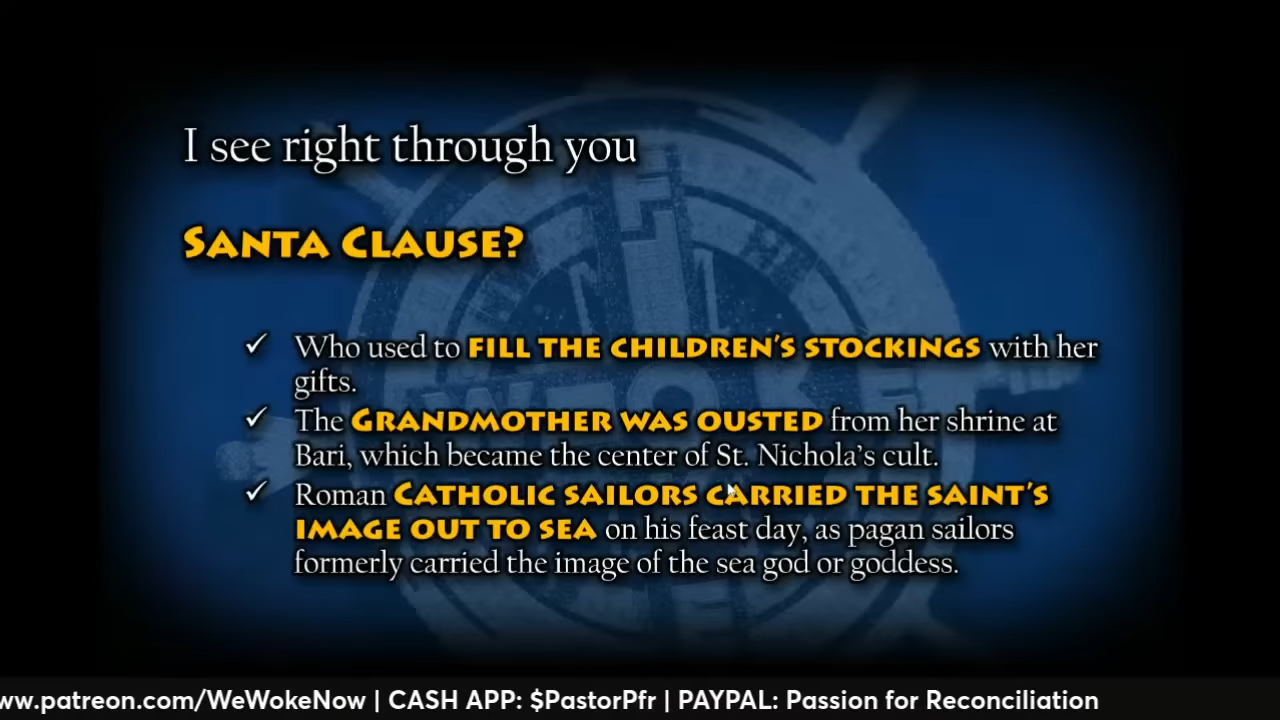 I see right through you
SANTA CLAUSE?
Who used to FILL THE CHILDREN'S STOCKINGS with her
gifts.
The GRANDMOTHER WAS OUSTED from her shrine at
Bari, which became the center of St. Nichola's cult.
Roman CATHOLIC SAILORS CARRIED THE SAINT'S
IMAGE OUT TO SEA on his feast day, as pagan sailors
formerly carried the image of the sea god or goddess.
www.patreon.com/WeWokeNow | CASH APP: $PastorPfr | PAYPAL: Passion for Reconciliation